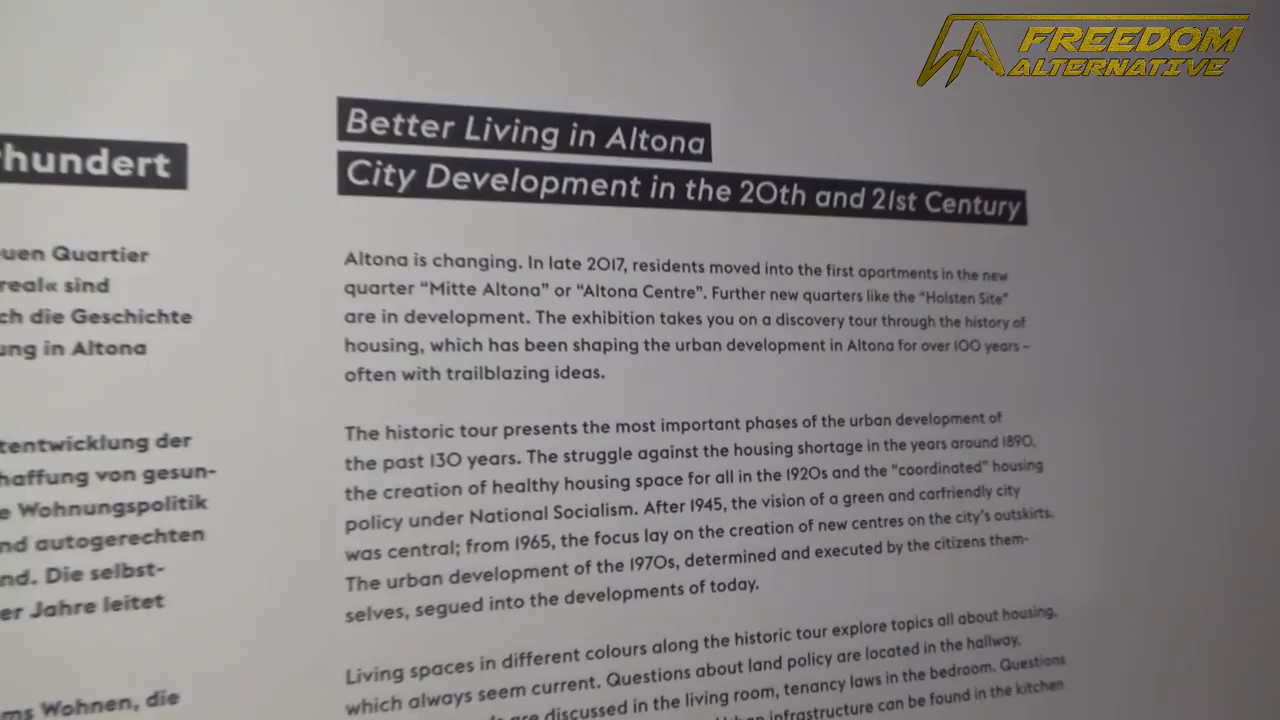 FREEDOM
ALTERNATIVE
hundert
uen Quartier
real« sind
ch die Geschichte
ung in Altona
tentwicklung der
haffung von gesun-
e Wohnungspolitik
nd autogerechten
nd. Die selbst-
er Jahre leitet
ms Wohnen, die
Better Living in Altona
City Development in the 20th and 21st Century
Altona is changing. In late 2017, residents moved into the first apartments in the new
quarter “Mitte Altona” or “Altona Centre”. Further new quarters like the “Holsten Site”
are in development. The exhibition takes you on a discovery tour through the history of
housing, which has been shaping the urban development in Altona for over 100 years –
often with trailblazing ideas.
The historic tour presents the most important phases of the urban development of
the past 130 years. The struggle against the housing shortage in the years around 1890,
the creation of healthy housing space for all in the 1920s and the “coordinated” housing
policy under National Socialism. After 1945, the vision of a green and carfriendly city
was central; from 1965, the focus lay on the creation of new centres on the city’s outskirts.
The urban development of the 1970s, determined and executed by the citizens them-
selves, segued into the developments of today.
Living spaces in different colours along the historic tour explore topics all about housing,
which always seem current. Questions about land policy are located in the hallway,
are discussed in the living room, tenancy laws in the bedroom. Questions
infrastructure can be found in the kitchen